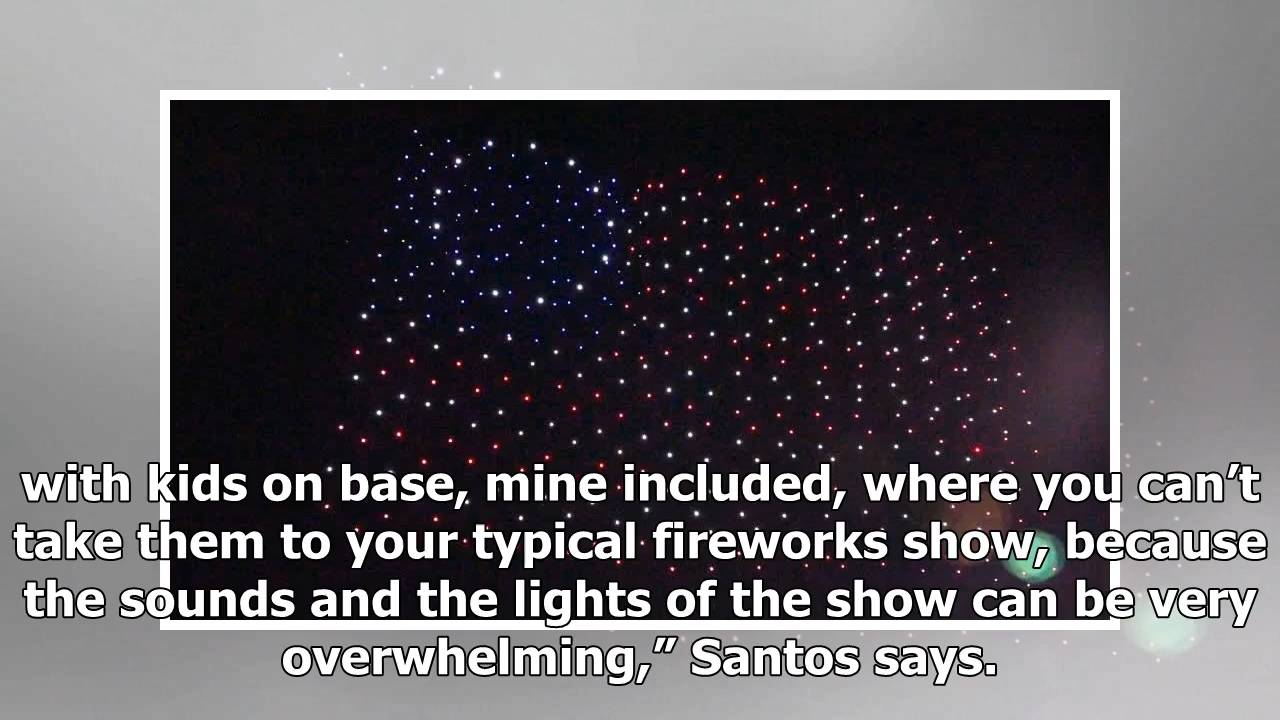 with kids on base, mine included, where you can’t
take them to your typical fireworks show, because
the sounds and the lights of the show can be very
overwhelming,” Santos says.